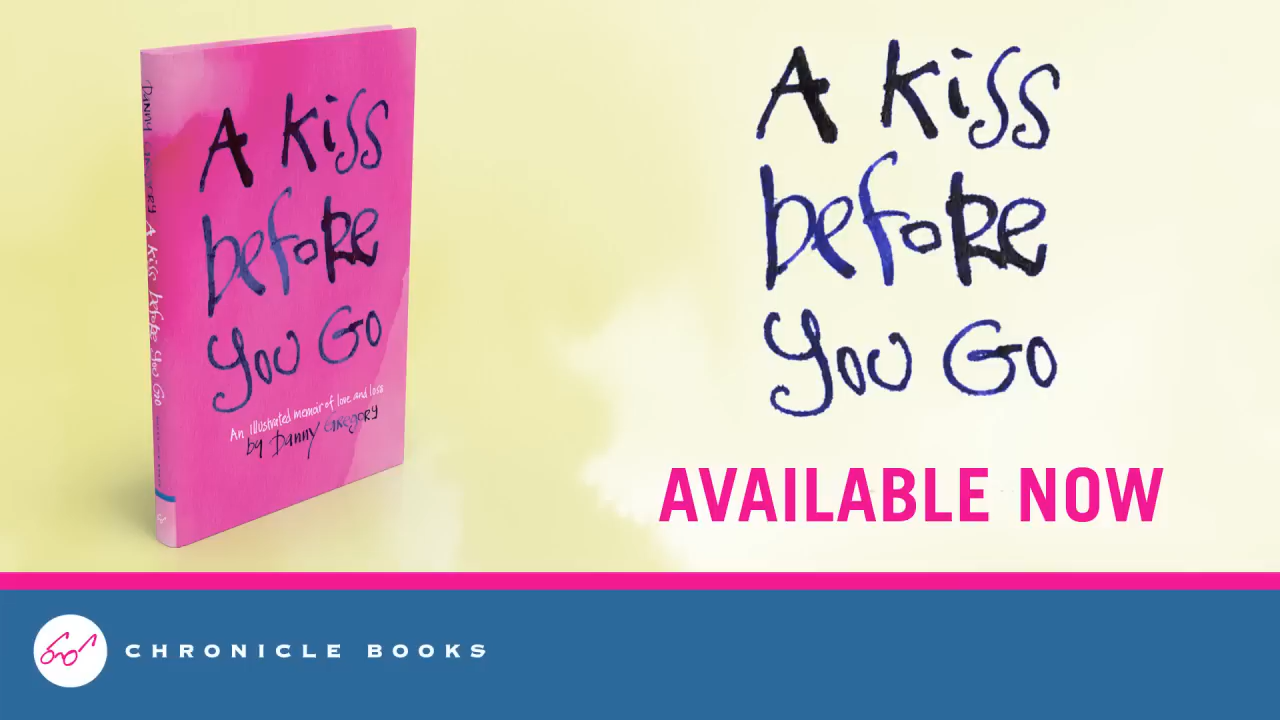 Danny Gregory A Kiss before You Go
A Kiss
before
You Go
An illustrated memoir of love and loss
by Danny Gregory
A Kiss
before
You Go
AVAILABLE NOW
CHRONICLE BOOKS